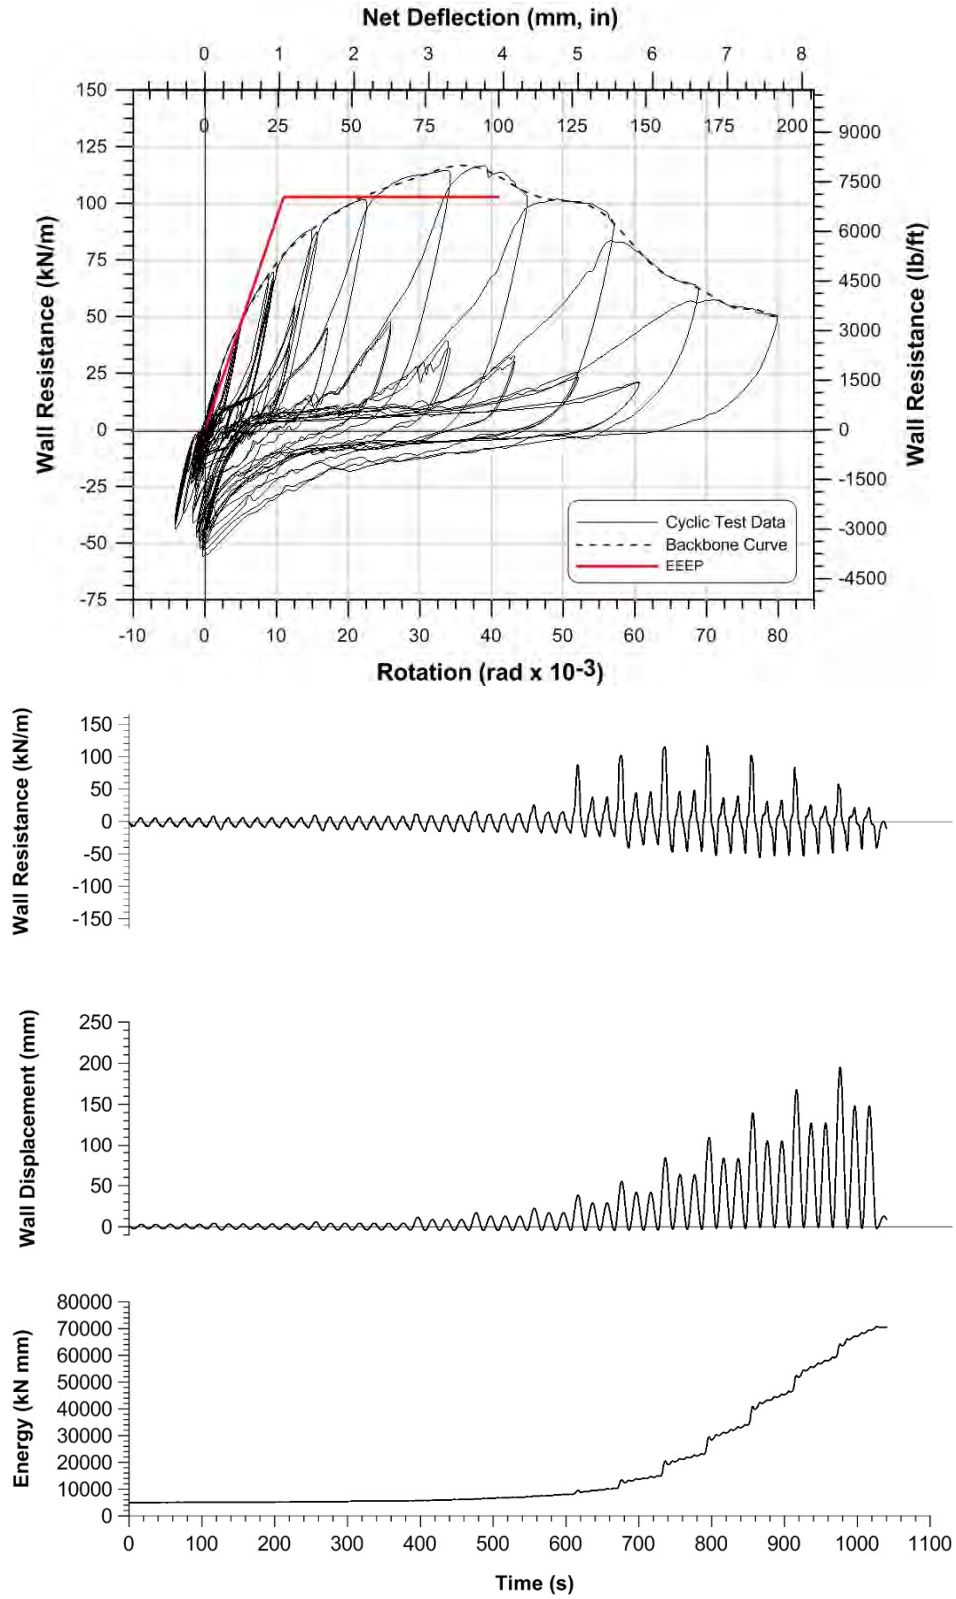 Net Deflection (mm, in)
0 1 2 3 4 5 6 7 8
0 25 50 75 100 125 150 175 200
150
125
100
75
50
25
0
-25
-50
-75
Wall Resistance (kN/m)
9000
7500
6000
4500
3000
1500
0
-1500
-3000
-4500
Wall Resistance (lb/ft)
Cyclic Test Data
Backbone Curve
EEEP
-10 0 10 20 30 40 50 60 70 80
Rotation (rad x 10-3)
Wall Resistance (kN/m)
150
100
50
0
-50
-100
-150
Wall Displacement (mm)
250
200
150
100
50
0
Energy (kN mm)
80000
70000
60000
50000
40000
30000
20000
10000
0
0 100 200 300 400 500 600 700 800 900 1000 1100
Time (s)